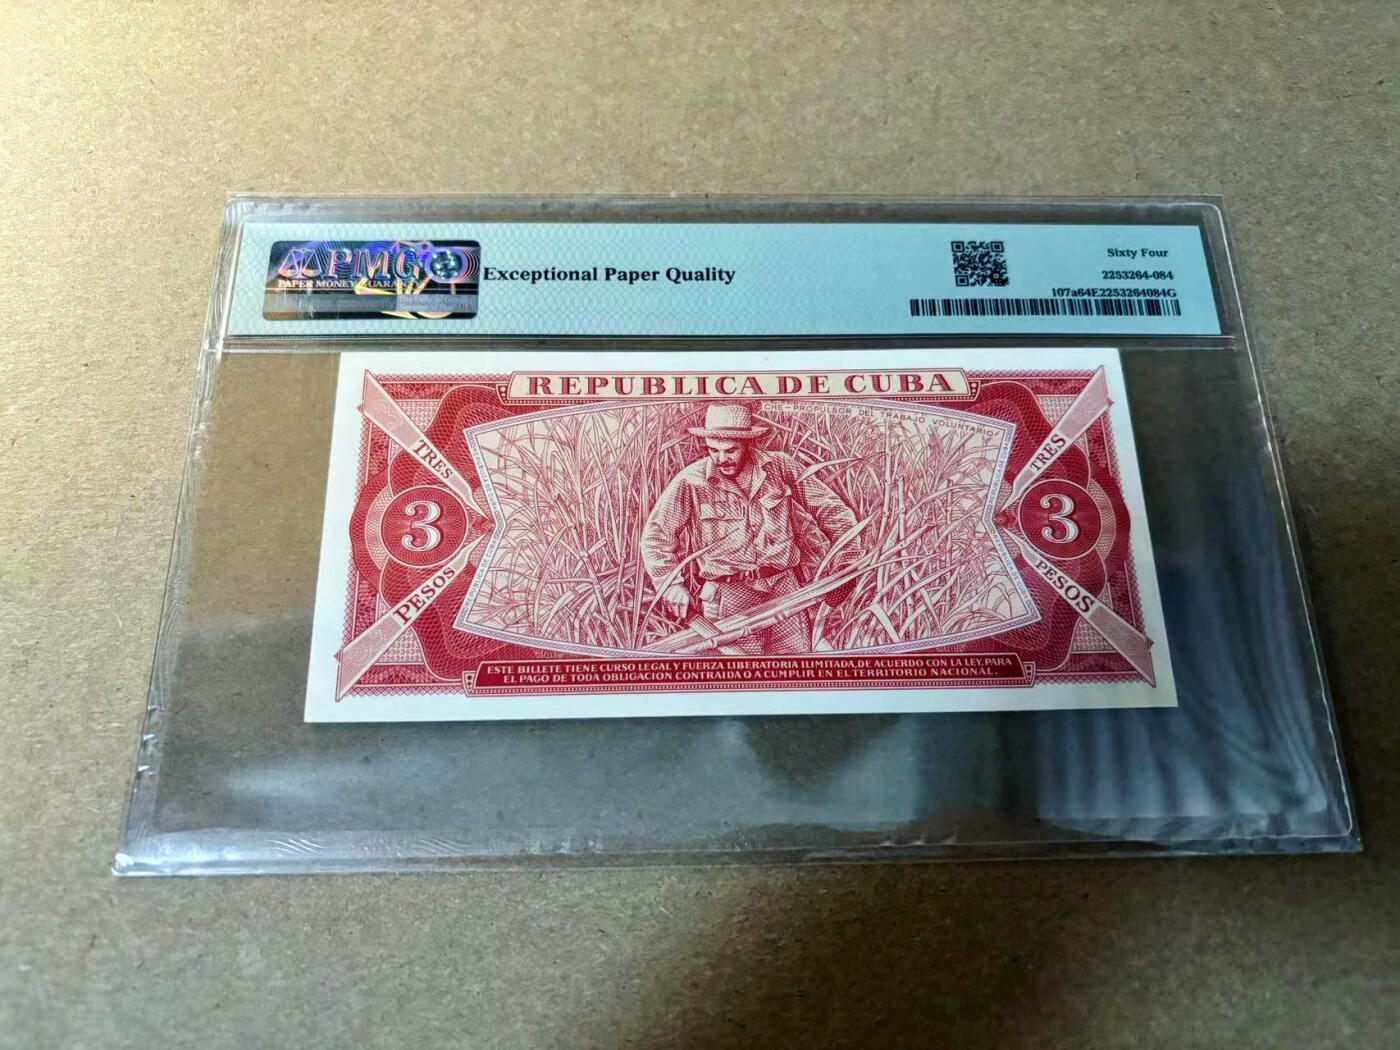 PMG
PAPER MONEY GUARANTY
Exceptional Paper Quality
Sixty Four
2253264-084
107a64E2253264084G
REPUBLICA DE CUBA
CHE - PROPULSOR DEL TRABAJO VOLUNTARIO
TRES
TRES
3
3
PESOS
PESOS
ESTE BILLETE TIENE CURSO LEGAL Y FUERZA LIBERATORIA ILIMITADA, DE ACUERDO CON LA LEY, PARA
EL PAGO DE TODA OBLIGACION CONTRAIDA O A CUMPLIR EN EL TERRITORIO NACIONAL.